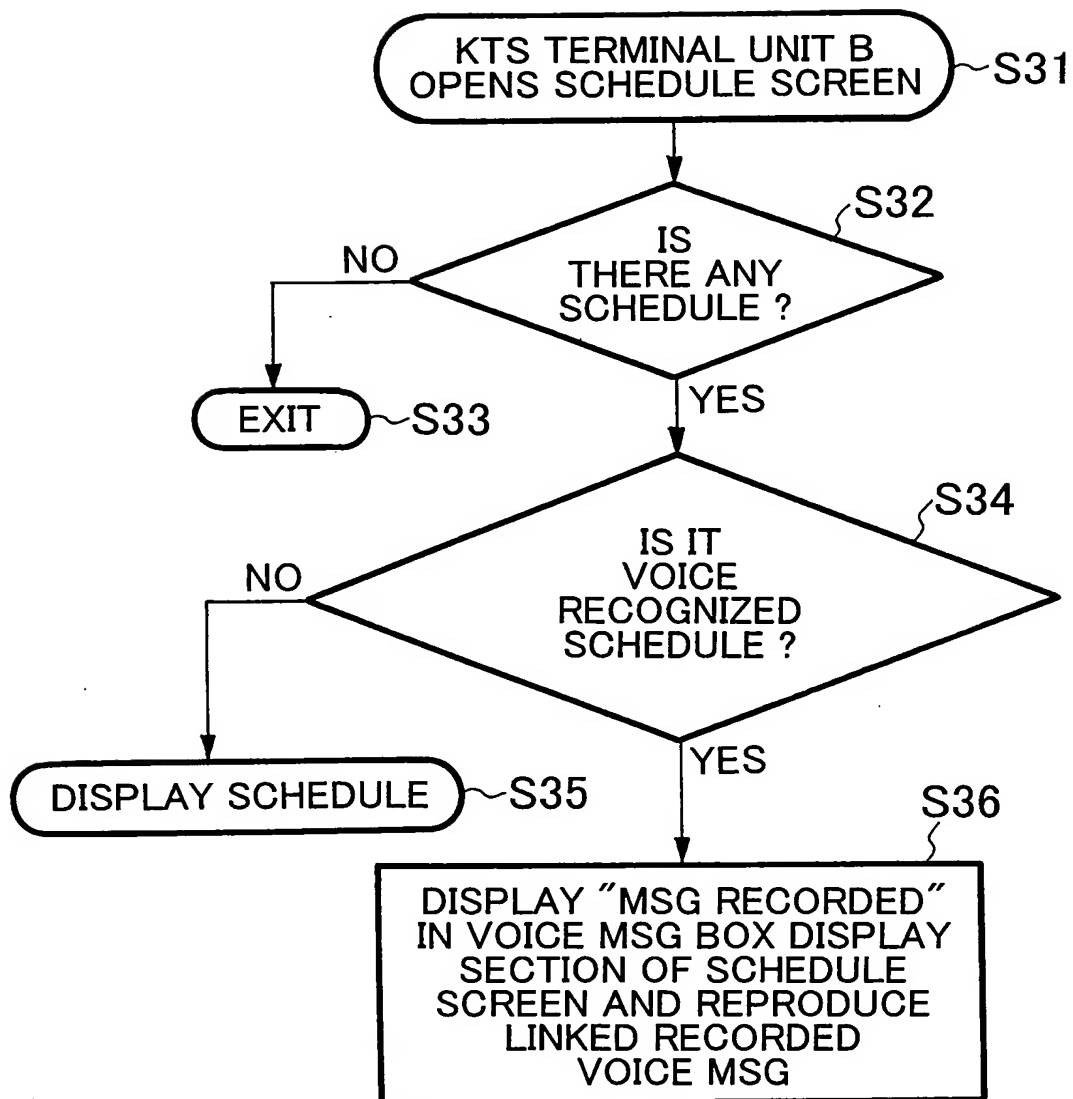 KTS TERMINAL UNIT B
OPENS SCHEDULE SCREEN
S31
S32
IS
THERE ANY
SCHEDULE ?
NO
YES
EXIT
S33
S34
IS IT
VOICE
RECOGNIZED
SCHEDULE ?
NO
YES
DISPLAY SCHEDULE
S35
S36
DISPLAY "MSG RECORDED"
IN VOICE MSG BOX DISPLAY
SECTION OF SCHEDULE
SCREEN AND REPRODUCE
LINKED RECORDED
VOICE MSG